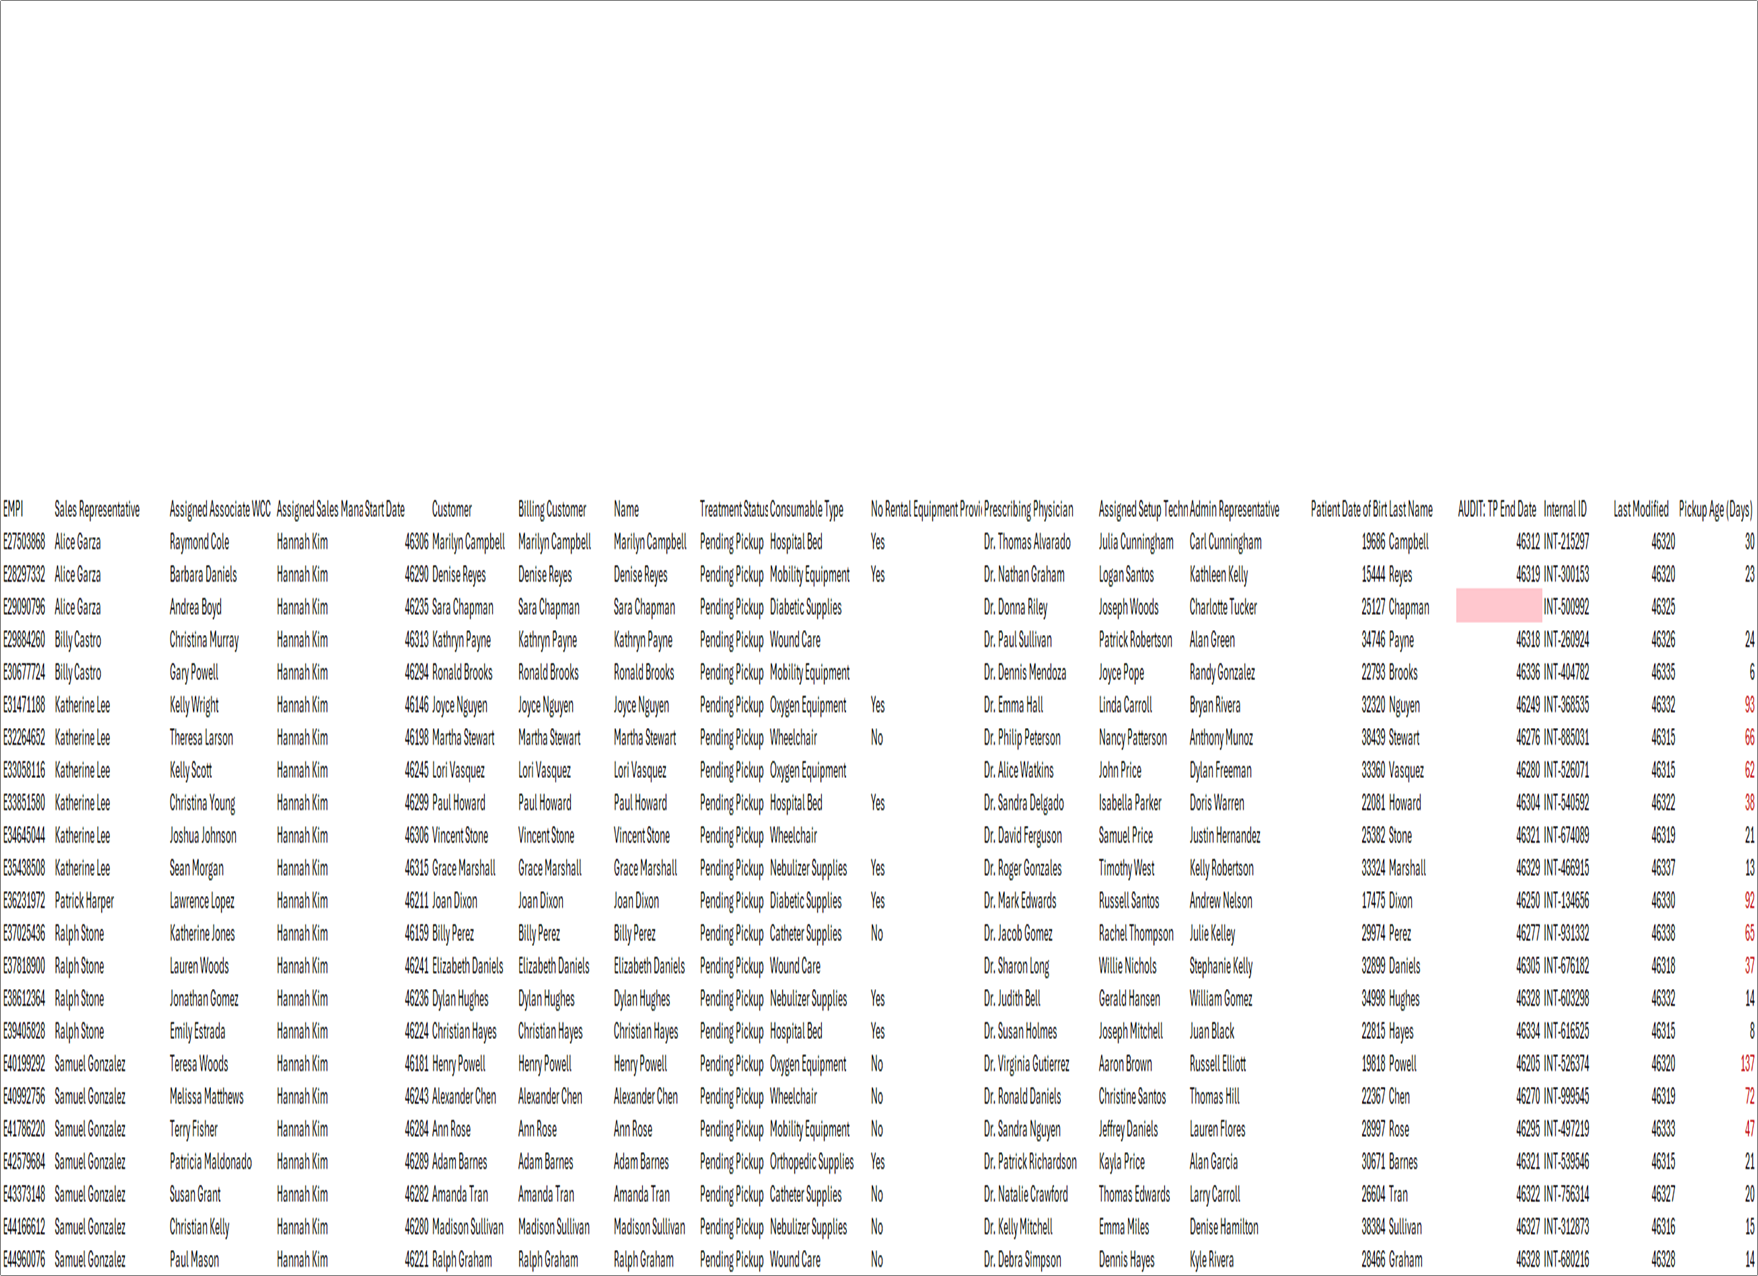 EMPI Sales Representative Assigned Associate WCC Assigned Sales Mana Start Date Customer Billing Customer Name Treatment Status Consumable Type No Rental Equipment Provi Prescribing Physician Assigned Setup Techn Admin Representative Patient Date of Birt Last Name AUDIT: TP End Date Internal ID Last Modified Pickup Age (Days)
E27503868 Alice Garza Raymond Cole Hannah Kim 46306 Marilyn Campbell Marilyn Campbell Marilyn Campbell Pending Pickup Hospital Bed Yes Dr. Thomas Alvarado Julia Cunningham Carl Cunningham 19686 Campbell 46312 INT-215297 46320 30
E28297332 Alice Garza Barbara Daniels Hannah Kim 46290 Denise Reyes Denise Reyes Denise Reyes Pending Pickup Mobility Equipment Yes Dr. Nathan Graham Logan Santos Kathleen Kelly 15444 Reyes 46319 INT-300153 46320 23
E29090796 Alice Garza Andrea Boyd Hannah Kim 46235 Sara Chapman Sara Chapman Sara Chapman Pending Pickup Diabetic Supplies Dr. Donna Riley Joseph Woods Charlotte Tucker 25127 Chapman INT-500992 46325
E29884260 Billy Castro Christina Murray Hannah Kim 46313 Kathryn Payne Kathryn Payne Kathryn Payne Pending Pickup Wound Care Dr. Paul Sullivan Patrick Robertson Alan Green 34746 Payne 46318 INT-260924 46326 24
E30677724 Billy Castro Gary Powell Hannah Kim 46294 Ronald Brooks Ronald Brooks Ronald Brooks Pending Pickup Mobility Equipment Dr. Dennis Mendoza Joyce Pope Randy Gonzalez 22793 Brooks 46336 INT-404782 46335 6
E31471188 Katherine Lee Kelly Wright Hannah Kim 46146 Joyce Nguyen Joyce Nguyen Joyce Nguyen Pending Pickup Oxygen Equipment Yes Dr. Emma Hall Linda Carroll Bryan Rivera 32320 Nguyen 46249 INT-368535 46332 93
E32264652 Katherine Lee Theresa Larson Hannah Kim 46198 Martha Stewart Martha Stewart Martha Stewart Pending Pickup Wheelchair No Dr. Philip Peterson Nancy Patterson Anthony Munoz 38439 Stewart 46276 INT-885031 46315 66
E33058116 Katherine Lee Kelly Scott Hannah Kim 46245 Lori Vasquez Lori Vasquez Lori Vasquez Pending Pickup Oxygen Equipment Dr. Alice Watkins John Price Dylan Freeman 33360 Vasquez 46280 INT-526071 46315 62
E33851580 Katherine Lee Christina Young Hannah Kim 46299 Paul Howard Paul Howard Paul Howard Pending Pickup Hospital Bed Yes Dr. Sandra Delgado Isabella Parker Doris Warren 22081 Howard 46304 INT-540592 46322 38
E34645044 Katherine Lee Joshua Johnson Hannah Kim 46306 Vincent Stone Vincent Stone Vincent Stone Pending Pickup Wheelchair Dr. David Ferguson Samuel Price Justin Hernandez 25382 Stone 46321 INT-674089 46319 21
E35438508 Katherine Lee Sean Morgan Hannah Kim 46315 Grace Marshall Grace Marshall Grace Marshall Pending Pickup Nebulizer Supplies Yes Dr. Roger Gonzales Timothy West Kelly Robertson 33324 Marshall 46329 INT-466915 46337 13
E36231972 Patrick Harper Lawrence Lopez Hannah Kim 46211 Joan Dixon Joan Dixon Joan Dixon Pending Pickup Diabetic Supplies Yes Dr. Mark Edwards Russell Santos Andrew Nelson 17475 Dixon 46250 INT-134656 46330 92
E37025436 Ralph Stone Katherine Jones Hannah Kim 46159 Billy Perez Billy Perez Billy Perez Pending Pickup Catheter Supplies No Dr. Jacob Gomez Rachel Thompson Julie Kelley 29974 Perez 46277 INT-931332 46338 65
E37818900 Ralph Stone Lauren Woods Hannah Kim 46241 Elizabeth Daniels Elizabeth Daniels Elizabeth Daniels Pending Pickup Wound Care Dr. Sharon Long Willie Nichols Stephanie Kelly 32899 Daniels 46305 INT-676182 46318 37
E38612364 Ralph Stone Jonathan Gomez Hannah Kim 46236 Dylan Hughes Dylan Hughes Dylan Hughes Pending Pickup Nebulizer Supplies Yes Dr. Judith Bell Gerald Hansen William Gomez 34998 Hughes 46328 INT-603298 46332 14
E39405828 Ralph Stone Emily Estrada Hannah Kim 46224 Christian Hayes Christian Hayes Christian Hayes Pending Pickup Hospital Bed Yes Dr. Susan Holmes Joseph Mitchell Juan Black 22815 Hayes 46334 INT-616525 46315 8
E40199292 Samuel Gonzalez Teresa Woods Hannah Kim 46181 Henry Powell Henry Powell Henry Powell Pending Pickup Oxygen Equipment No Dr. Virginia Gutierrez Aaron Brown Russell Elliott 19818 Powell 46205 INT-526374 46320 137
E40992756 Samuel Gonzalez Melissa Matthews Hannah Kim 46243 Alexander Chen Alexander Chen Alexander Chen Pending Pickup Wheelchair No Dr. Ronald Daniels Christine Santos Thomas Hill 22367 Chen 46270 INT-999545 46319 72
E41786220 Samuel Gonzalez Terry Fisher Hannah Kim 46284 Ann Rose Ann Rose Ann Rose Pending Pickup Mobility Equipment No Dr. Sandra Nguyen Jeffrey Daniels Lauren Flores 28997 Rose 46295 INT-497219 46333 47
E42579684 Samuel Gonzalez Patricia Maldonado Hannah Kim 46289 Adam Barnes Adam Barnes Adam Barnes Pending Pickup Orthopedic Supplies Yes Dr. Patrick Richardson Kayla Price Alan Garcia 30671 Barnes 46321 INT-539546 46315 21
E43373148 Samuel Gonzalez Susan Grant Hannah Kim 46282 Amanda Tran Amanda Tran Amanda Tran Pending Pickup Catheter Supplies No Dr. Natalie Crawford Thomas Edwards Larry Carroll 26604 Tran 46322 INT-756314 46327 20
E44166612 Samuel Gonzalez Christian Kelly Hannah Kim 46280 Madison Sullivan Madison Sullivan Madison Sullivan Pending Pickup Nebulizer Supplies No Dr. Kelly Mitchell Emma Miles Denise Hamilton 38384 Sullivan 46327 INT-312873 46316 15
E44960076 Samuel Gonzalez Paul Mason Hannah Kim 46221 Ralph Graham Ralph Graham Ralph Graham Pending Pickup Wound Care No Dr. Debra Simpson Dennis Hayes Kyle Rivera 28466 Graham 46328 INT-680216 46328 14